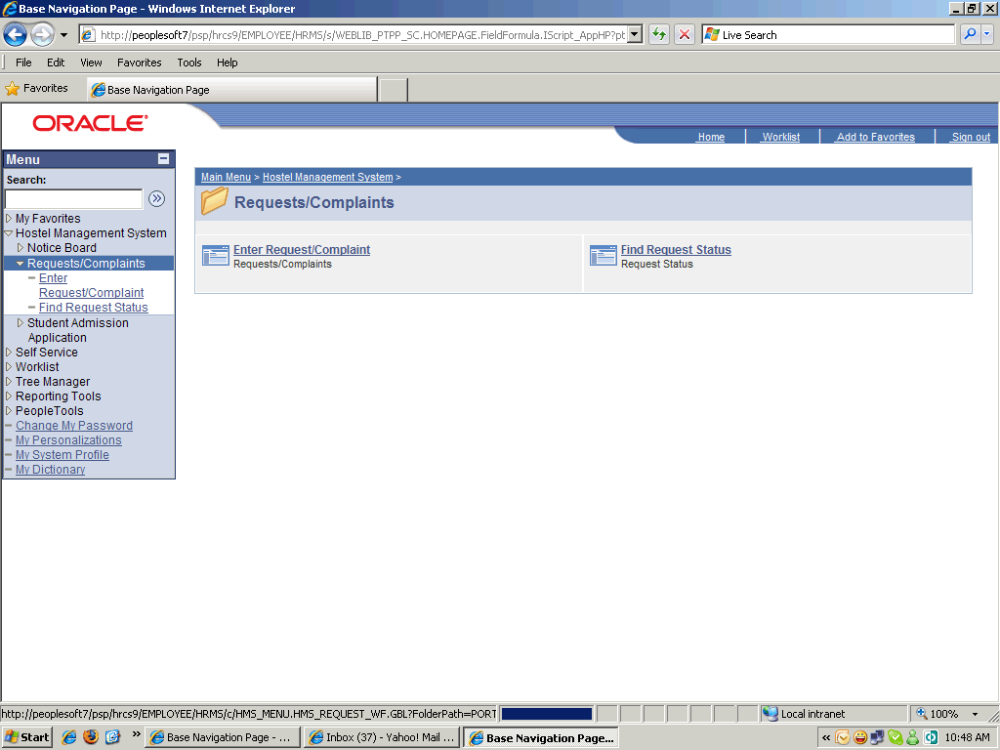 Base Navigation Page - Windows Internet Explorer
http://peoplesoft7/psp/hrcs9/EMPLOYEE/HRMS/s/WEBLIB_PTPP_SC.HOMEPAGE.FieldFormula.IScript_AppHP?pt
Live Search
File Edit View Favorites Tools Help
Favorites
Base Navigation Page
ORACLE®
Home
Worklist
Add to Favorites
Sign out
Menu
Search:
My Favorites
Hostel Management System
Notice Board
Requests/Complaints
Enter
Request/Complaint
Find Request Status
Student Admission
Application
Self Service
Worklist
Tree Manager
Reporting Tools
PeopleTools
Change My Password
My Personalizations
My System Profile
My Dictionary
Main Menu > Hostel Management System >
Requests/Complaints
Enter Request/Complaint
Requests/Complaints
Find Request Status
Request Status
http://peoplesoft7/psp/hrcs9/EMPLOYEE/HRMS/c/HMS_MENU.HMS_REQUEST_WF.GBL?FolderPath=PORT
Local intranet
100%
Start
Base Navigation Page - ...
Inbox (37) - Yahoo! Mail ...
Base Navigation Page...
10:48 AM